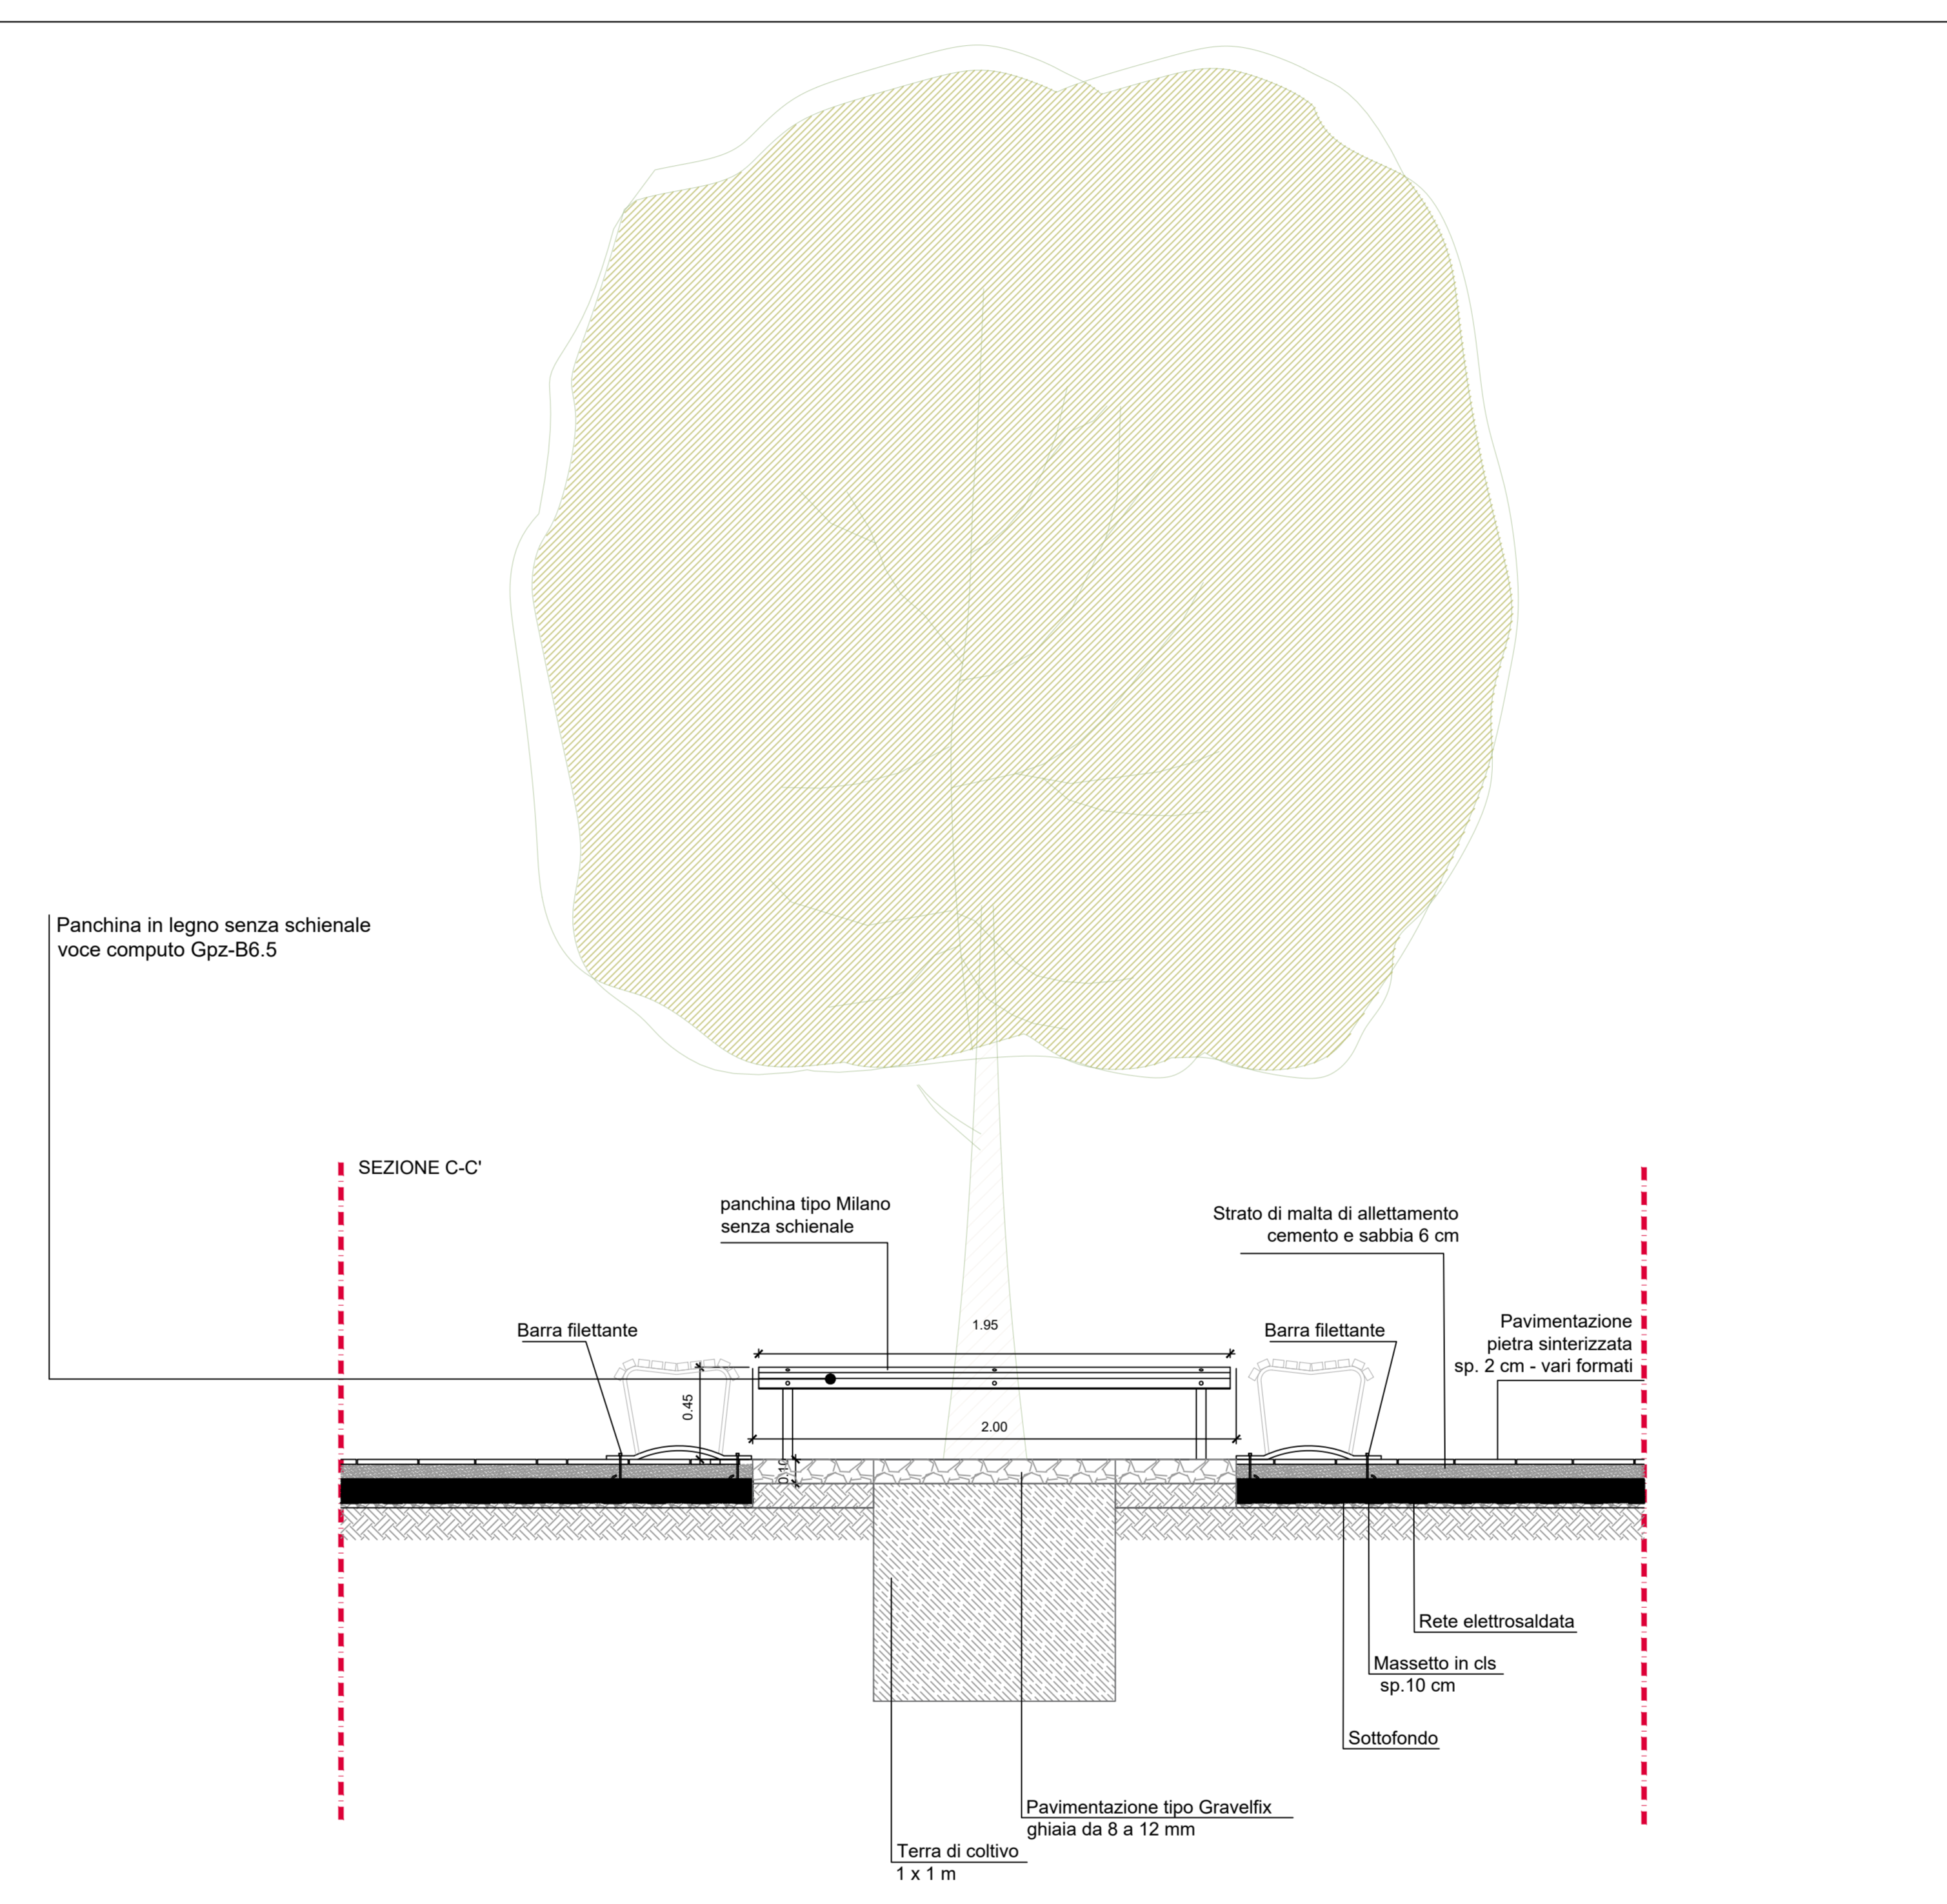 Panchina in legno senza schienale
voce computo Gpz-B6.5
SEZIONE C-C'
panchina tipo Milano
senza schienale
Strato di malta di allettamento
cemento e sabbia 6 cm
Barra filettante
1.95
Barra filettante
Pavimentazione
pietra sinterizzata
sp. 2 cm - vari formati
0.45
2.00
0.10
Rete elettrosaldata
Massetto in cls
sp.10 cm
Sottofondo
Pavimentazione tipo Gravelfix
ghiaia da 8 a 12 mm
Terra di coltivo
1 x 1 m